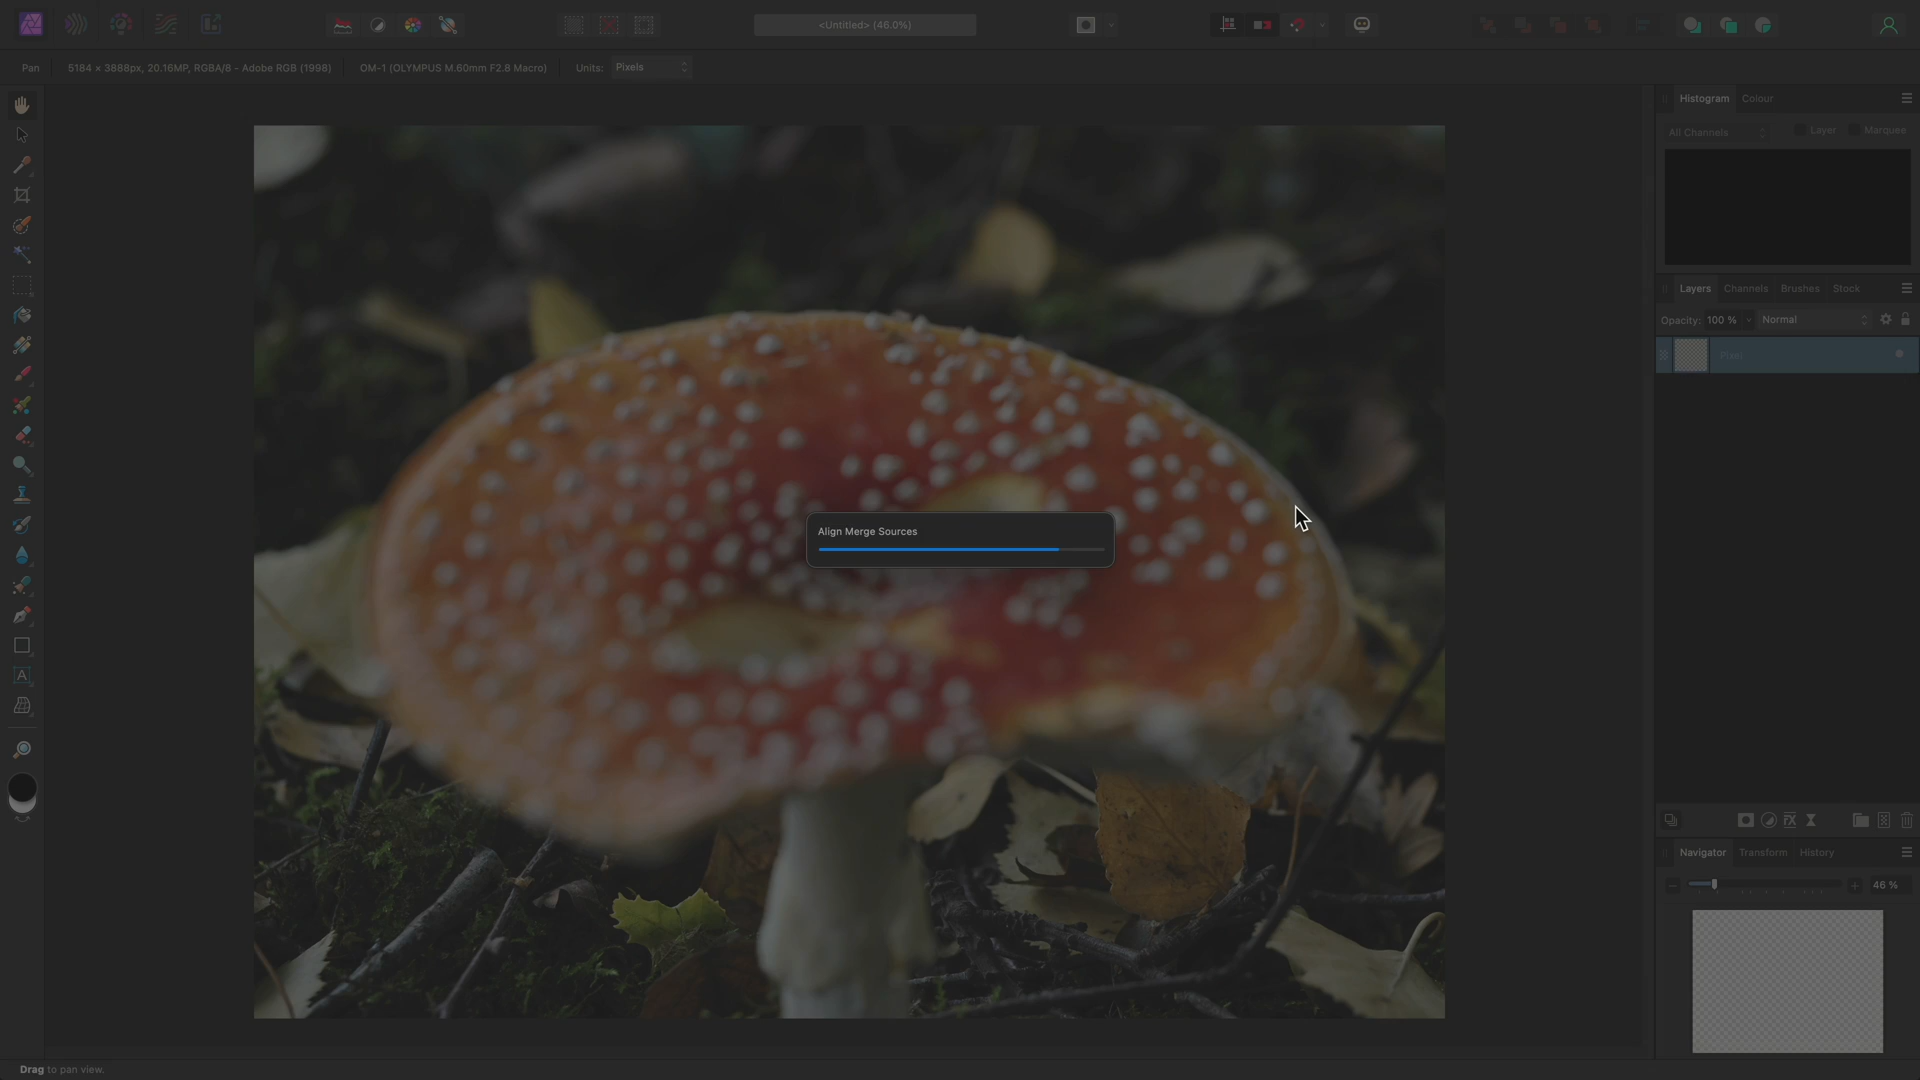 <Untitled> (46.0%)
Pan
5184 × 3888px, 20.16MP, RGBA/8 - Adobe RGB (1998)
OM-1 (OLYMPUS M.60mm F2.8 Macro)
Units:
Pixels
Histogram
Colour
All Channels
Layer
Marquee
Layers
Channels
Brushes
Stock
Opacity:
100 %
Normal
Pixel
Align Merge Sources
Navigator
Transform
History
46 %
Drag to pan view.